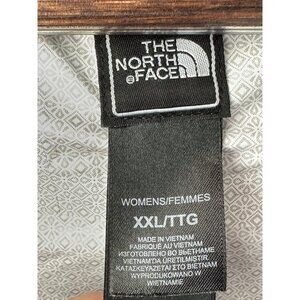 THE
NORTH
FACE
WOMENS/FEMMES
XXL/TTG
MADE IN VIETNAM
FABRIQUÉ AU VIETNAM
ИЗГОТОВЛЕНО ВО ВЬЕТНАМЕ
VIETNAM'DA ÜRETILMIŞTIR.
ΚΑΤΑΣΚΕΥΑΖΕΤΑΙ ΣΤΟ ΒΙΕΤΝΑΜ
WYPRODUKOWANO W WIETNAMIE